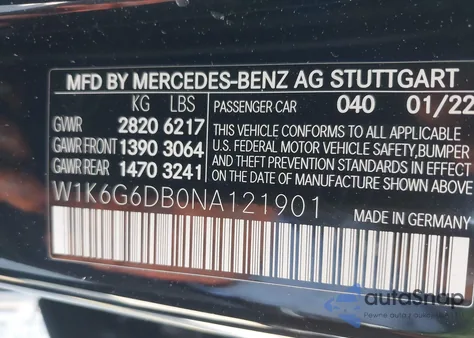 MFD BY MERCEDES-BENZ AG STUTTGART
KG LBS PASSENGER CAR 040 01/22
GVWR 2820 6217
GAWR FRONT 1390 3064
GAWR REAR 1470 3241
THIS VEHICLE CONFORMS TO ALL APPLICABLE
U.S. FEDERAL MOTOR VEHICLE SAFETY,BUMPER
AND THEFT PREVENTION STANDARDS IN EFFECT
ON THE DATE OF MANUFACTURE SHOWN ABOVE
W1K6G6DB0NA121901
MADE IN GERMANY
autoSnap
Pewne auta z